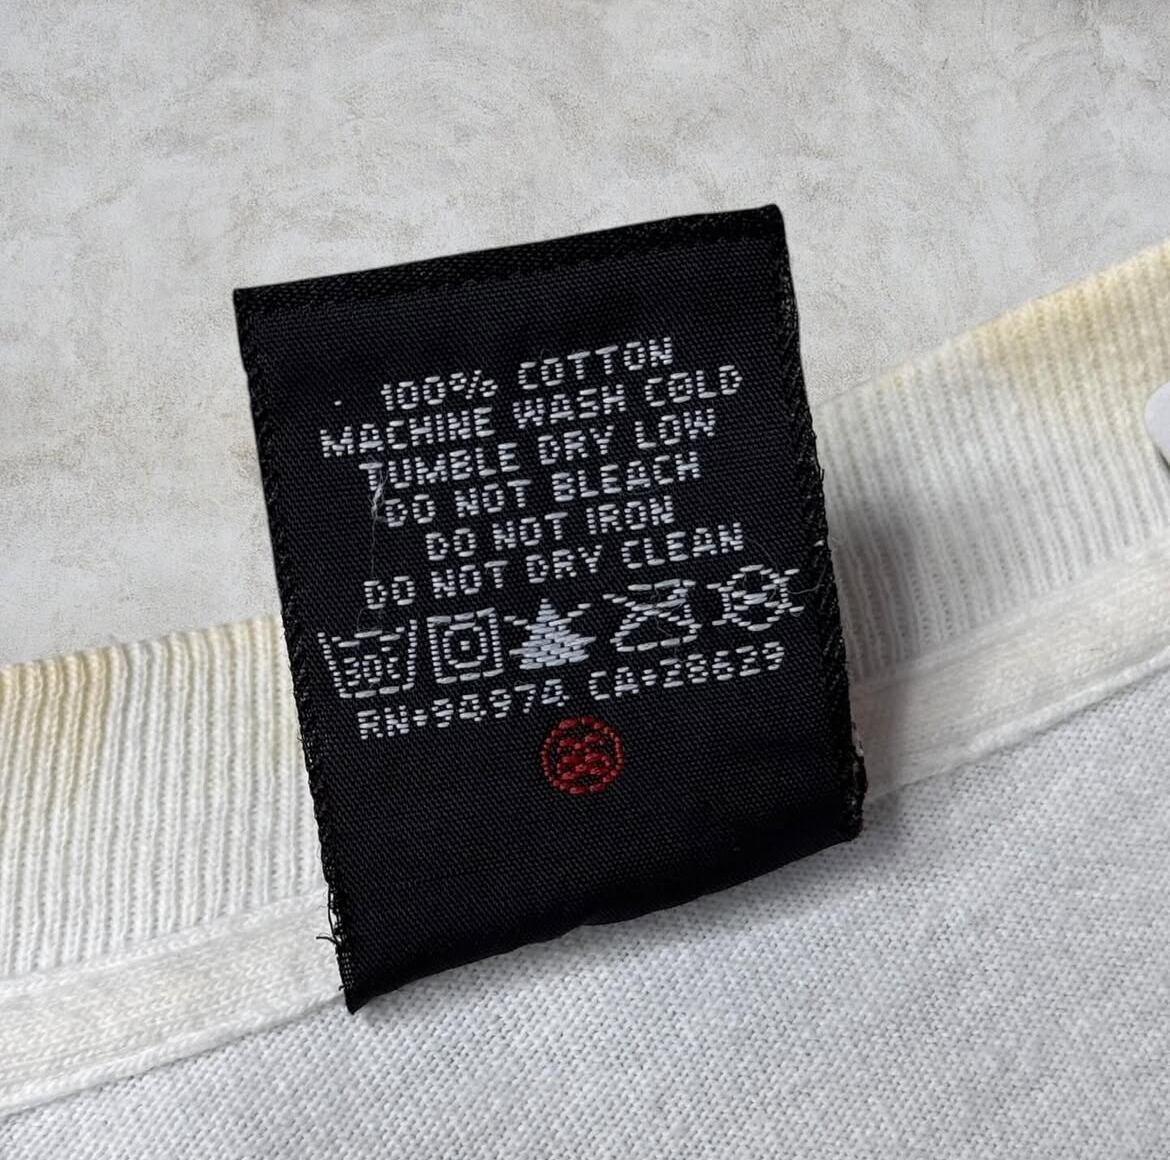 100% COTTON
MACHINE WASH COLD
TUMBLE DRY LOW
DO NOT BLEACH
DO NOT IRON
DO NOT DRY CLEAN
30c
RN:94974 CA:28629